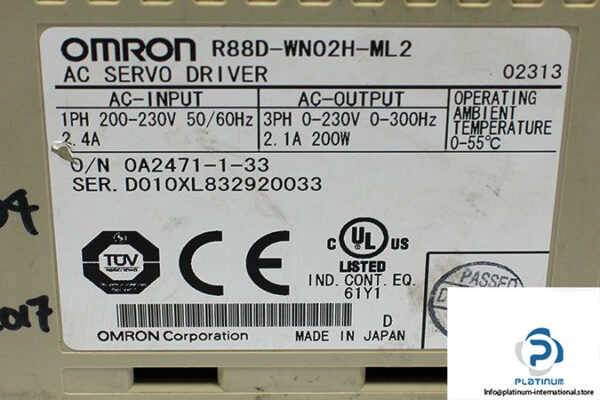 OMRON R88D-WN02H-ML2
AC SERVO DRIVER 02313
AC-INPUT AC-OUTPUT OPERATING
AMBIENT
TEMPERATURE
0-55℃
1PH 200-230V 50/60Hz 3PH 0-230V 0-300Hz
2.4A 2.1A 200W
O/N 0A2471-1-33
SER. D010XL832920033
TÜV
CE
C UL US
LISTED
IND. CONT. EQ.
61Y1
D
OMRON Corporation MADE IN JAPAN
PASSED
2017
PLATINUM
info@platinum-international.store